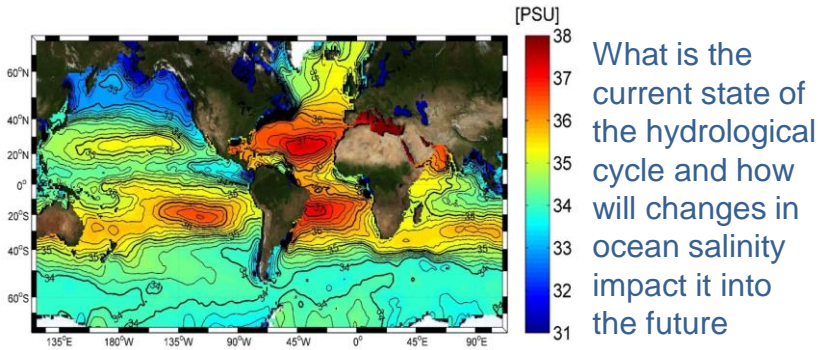 [PSU]
38
37
36
35
34
33
32
31
60°N
40°N
20°N
0°
20°S
40°S
60°S
135°E
180°W
135°W
90°W
45°W
0°
45°E
90°E
What is the
current state of
the hydrological
cycle and how
will changes in
ocean salinity
impact it into
the future